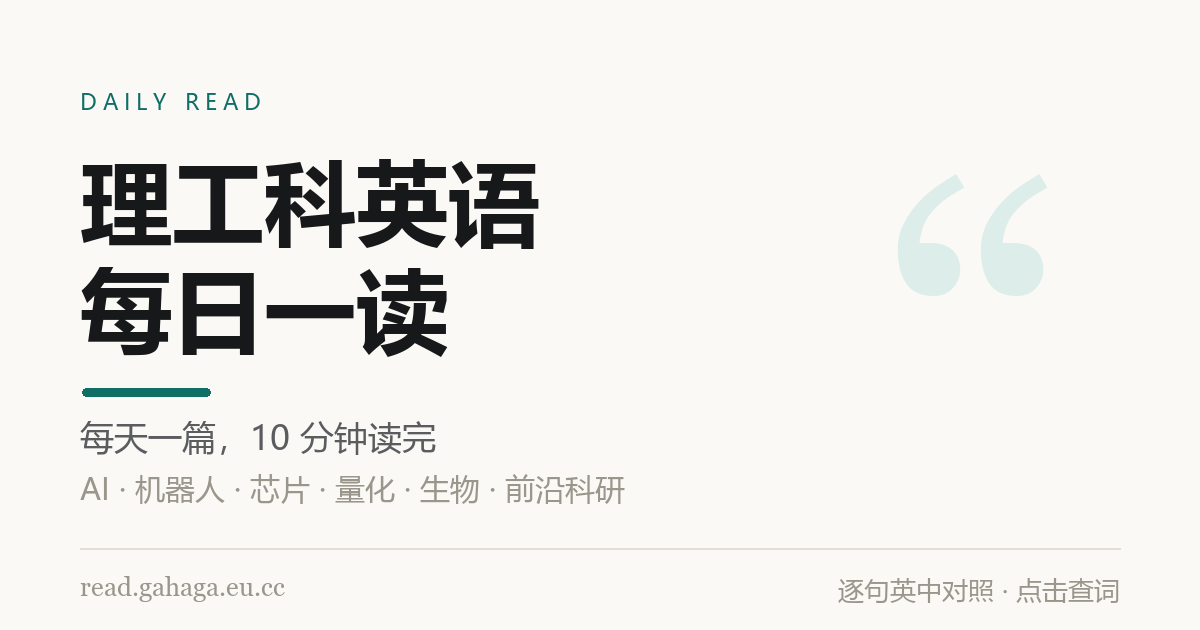 DAILY READ
理工科英语
每日一读
每天一篇，10 分钟读完
AI · 机器人 · 芯片 · 量化 · 生物 · 前沿科研
read.gahaga.eu.cc
逐句英中对照 · 点击查词